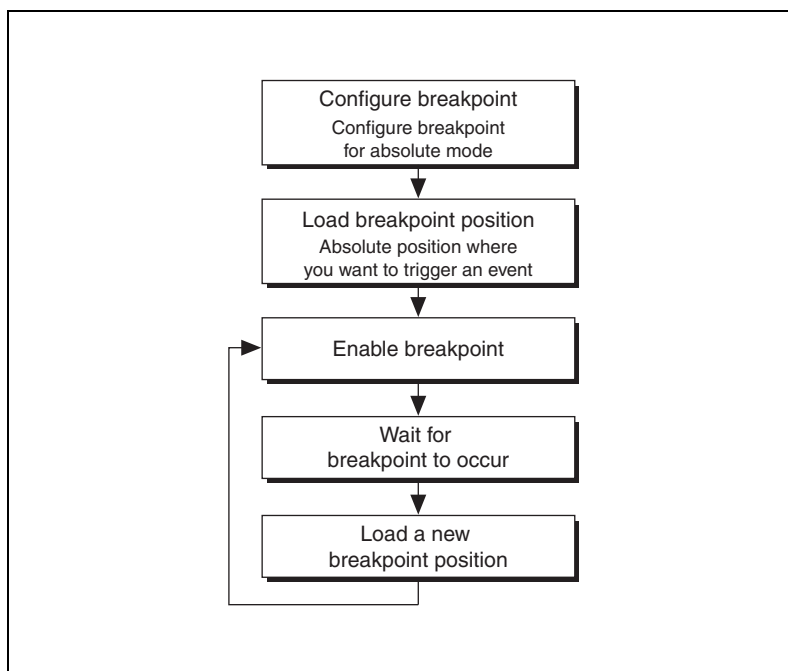 Configure breakpoint
Configure breakpoint
for absolute mode
Load breakpoint position
Absolute position where
you want to trigger an event
Enable breakpoint
Wait for
breakpoint to occur
Load a new
breakpoint position